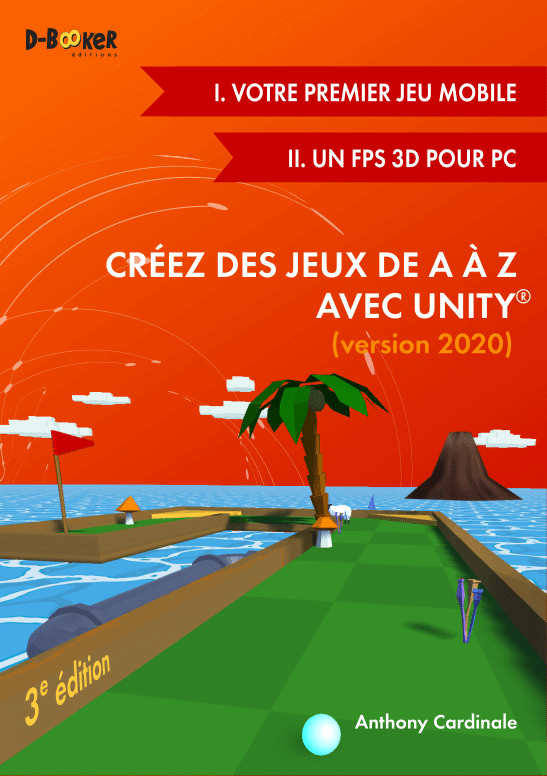 D-BOOKER
éditions
I. VOTRE PREMIER JEU MOBILE
II. UN FPS 3D POUR PC
CRÉEZ DES JEUX DE A À Z
AVEC UNITY®
(version 2020)
3e édition
Anthony Cardinale